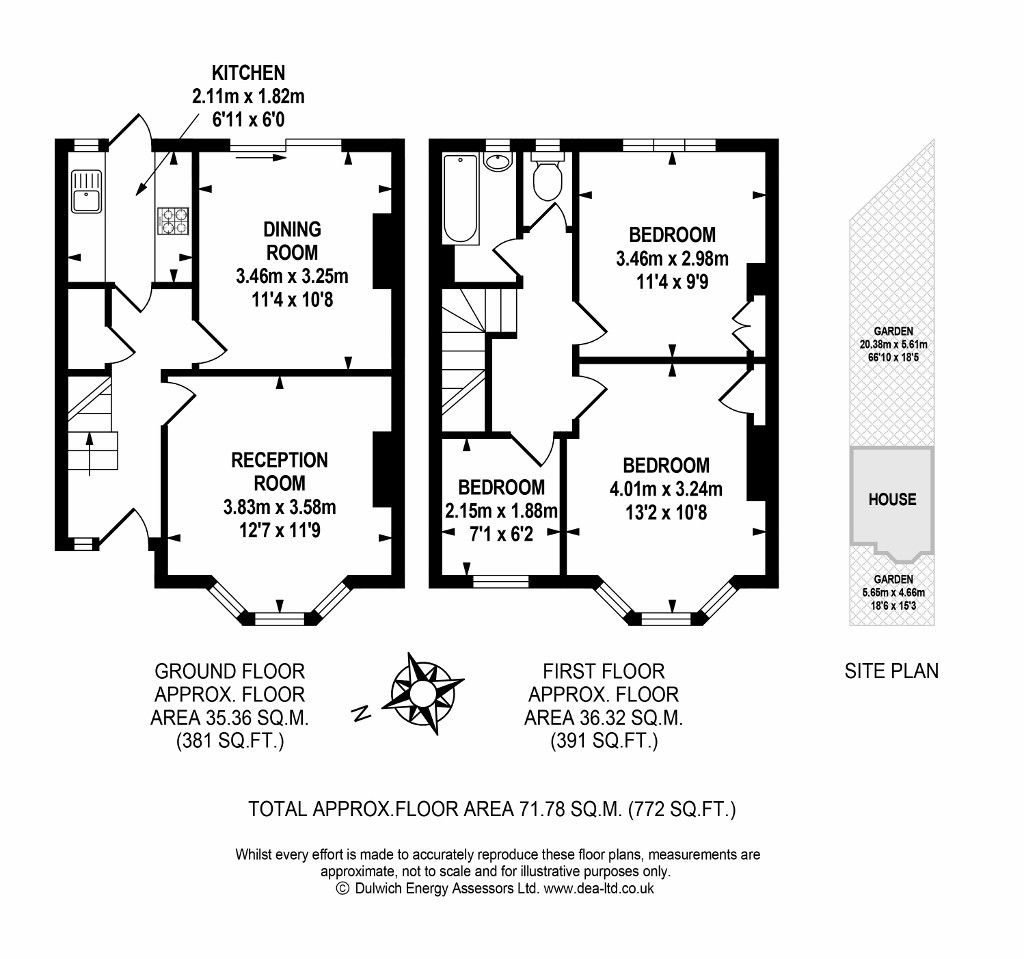 KITCHEN
2.11m x 1.82m
6'11 x 6'0
DINING
ROOM
3.46m x 3.25m
11'4 x 10'8
RECEPTION
ROOM
3.83m x 3.58m
12'7 x 11'9
BEDROOM
3.46m x 2.98m
11'4 x 9'9
BEDROOM
4.01m x 3.24m
13'2 x 10'8
BEDROOM
2.15m x 1.88m
7'1 x 6'2
GARDEN
20.38m x 5.61m
66'10 x 18'5
HOUSE
GARDEN
5.65m x 4.66m
18'6 x 15'3
SITE PLAN
GROUND FLOOR
APPROX. FLOOR
AREA 35.36 SQ.M.
(381 SQ.FT.)
N
FIRST FLOOR
APPROX. FLOOR
AREA 36.32 SQ.M.
(391 SQ.FT.)
TOTAL APPROX.FLOOR AREA 71.78 SQ.M. (772 SQ.FT.)
Whilst every effort is made to accurately reproduce these floor plans, measurements are
approximate, not to scale and for illustrative purposes only.
© Dulwich Energy Assessors Ltd. www.dea-ltd.co.uk